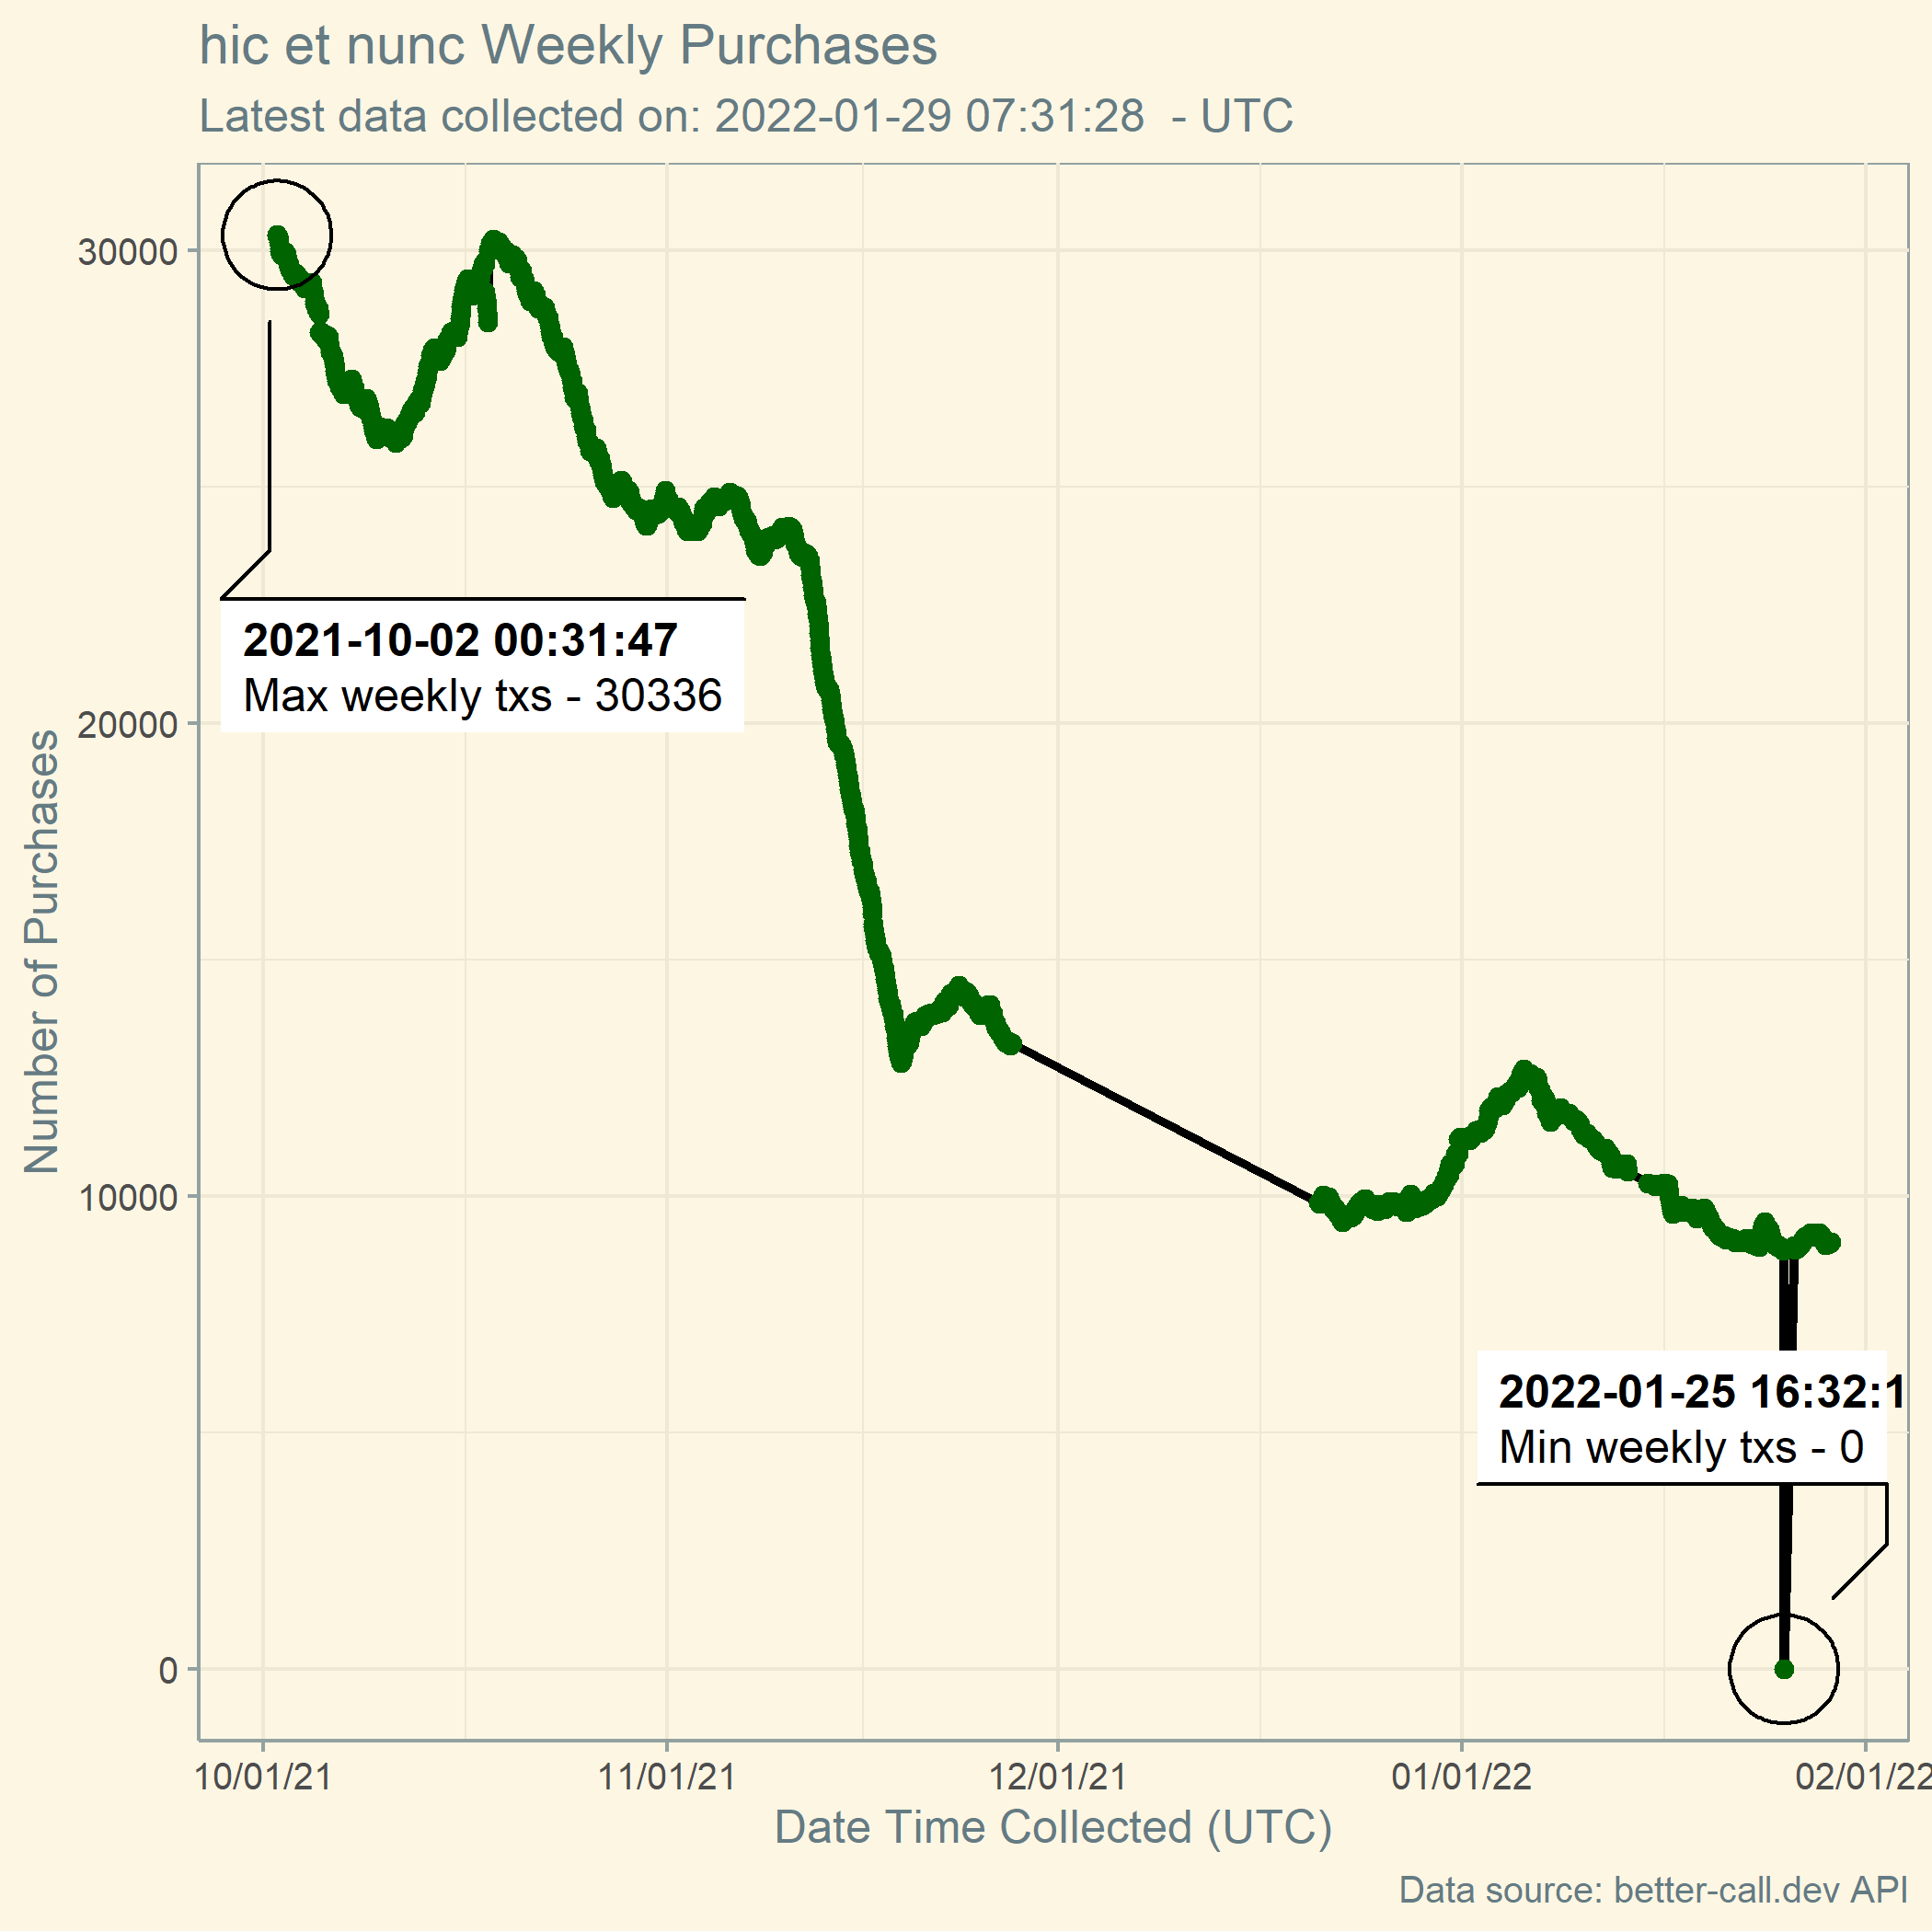 hic et nunc Weekly Purchases
Latest data collected on: 2022-01-29 07:31:28 - UTC
Number of Purchases
30000
20000
10000
0
2021-10-02 00:31:47
Max weekly txs - 30336
2022-01-25 16:32:1
Min weekly txs - 0
10/01/21
11/01/21
12/01/21
01/01/22
02/01/22
Date Time Collected (UTC)
Data source: better-call.dev API